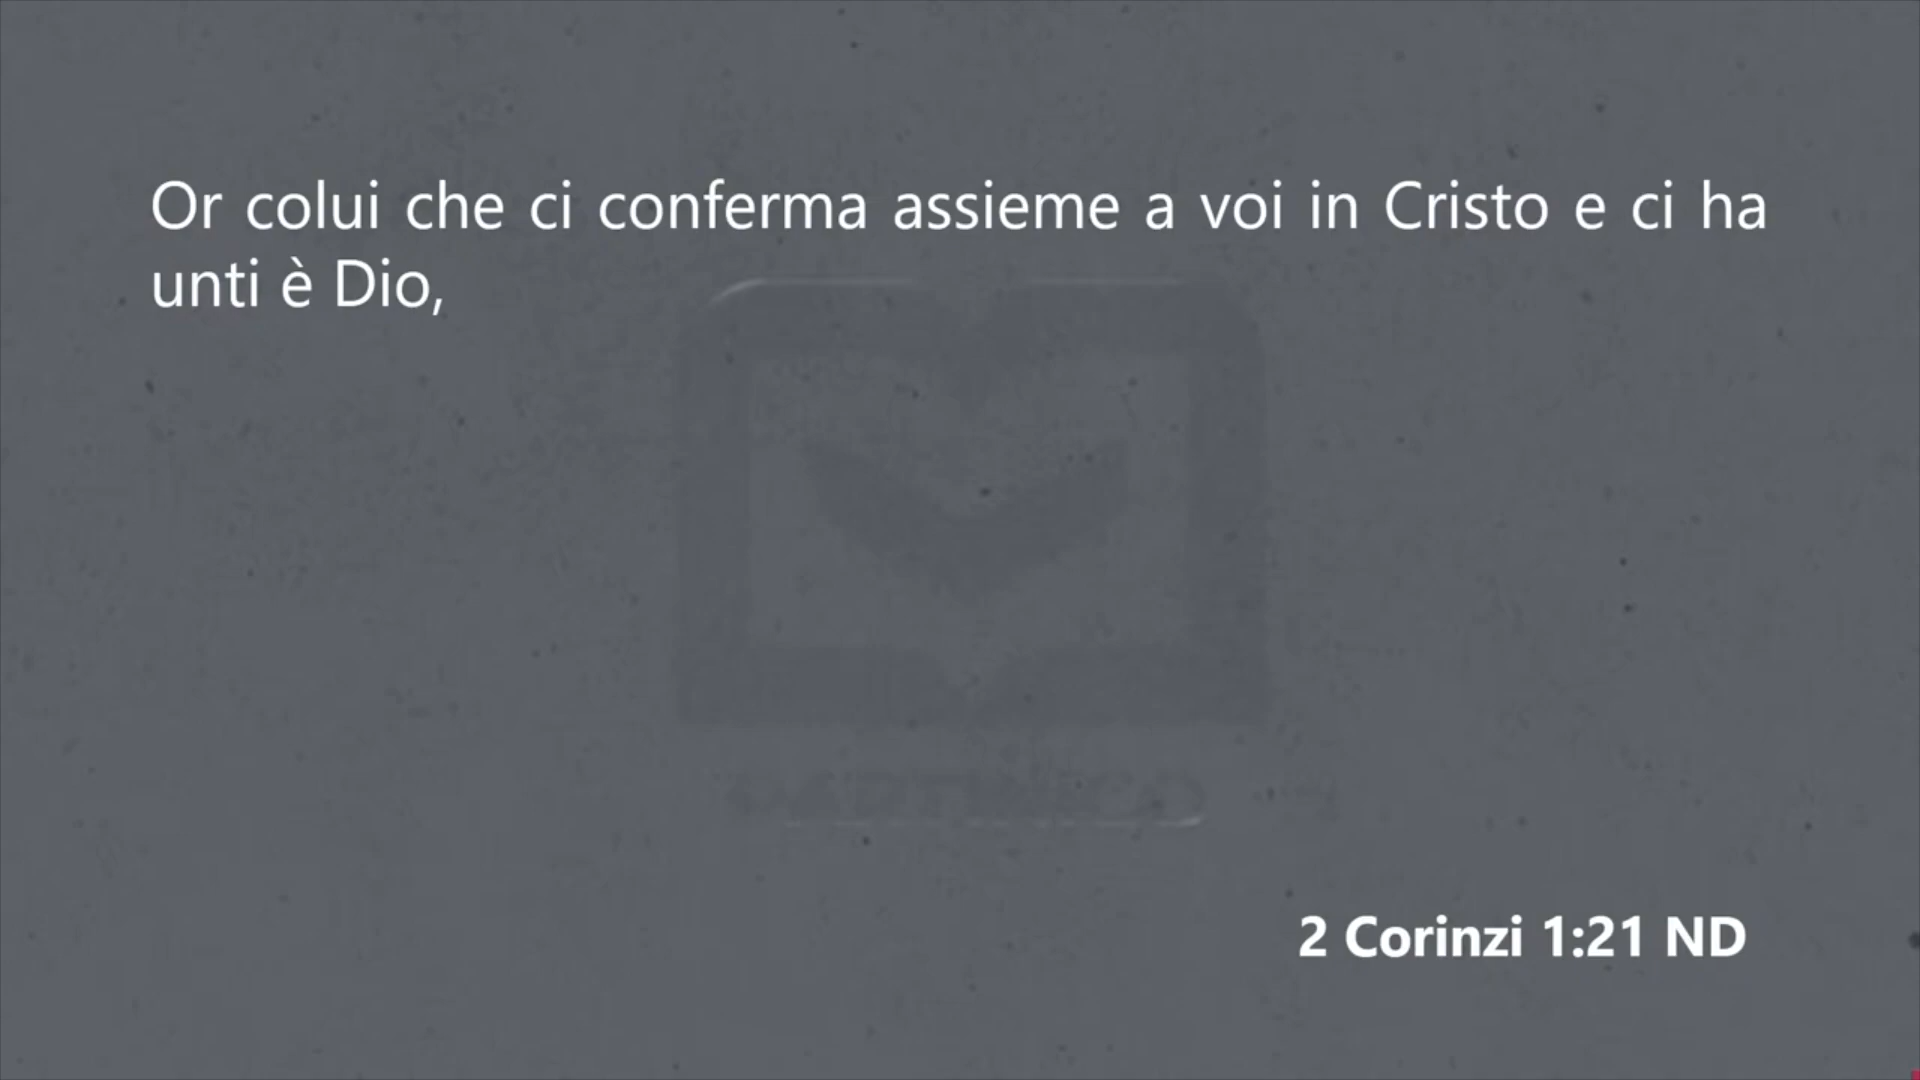 Or colui che ci conferma assieme a voi in Cristo e ci ha
unti è Dio,
2 Corinzi 1:21 ND